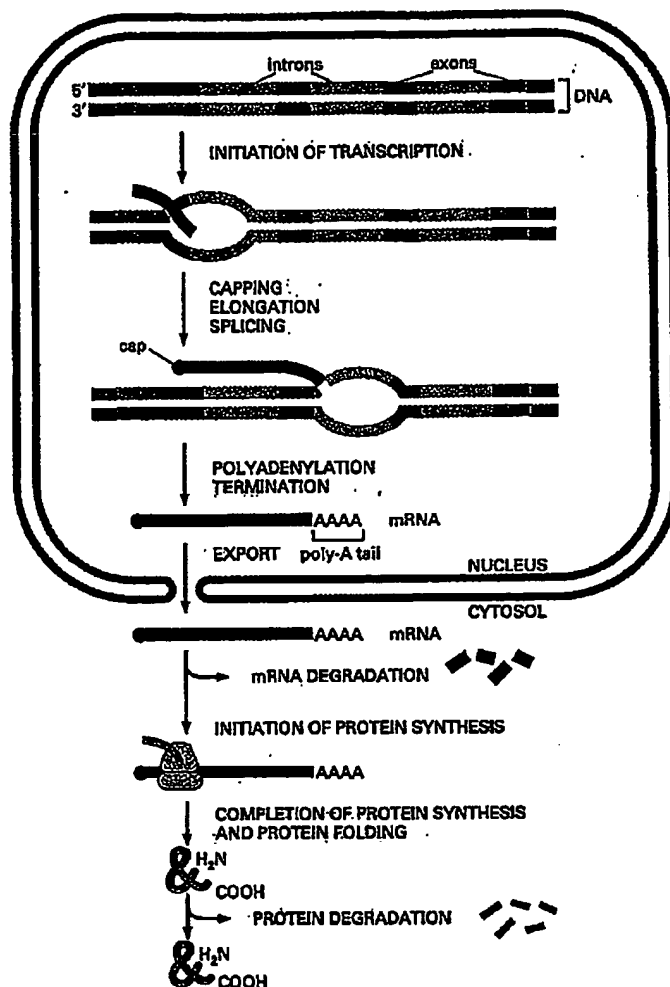 introns exons
5'
3'
DNA
INITIATION OF TRANSCRIPTION
CAPPING
ELONGATION
SPLICING
cap
POLYADENYLATION
TERMINATION
AAAA mRNA
EXPORT poly-A tail
NUCLEUS
CYTOSOL
AAAA mRNA
mRNA DEGRADATION
INITIATION OF PROTEIN SYNTHESIS
AAAA
COMPLETION OF PROTEIN SYNTHESIS
AND PROTEIN FOLDING
H₂N
COOH
PROTEIN DEGRADATION
H₂N
COOH